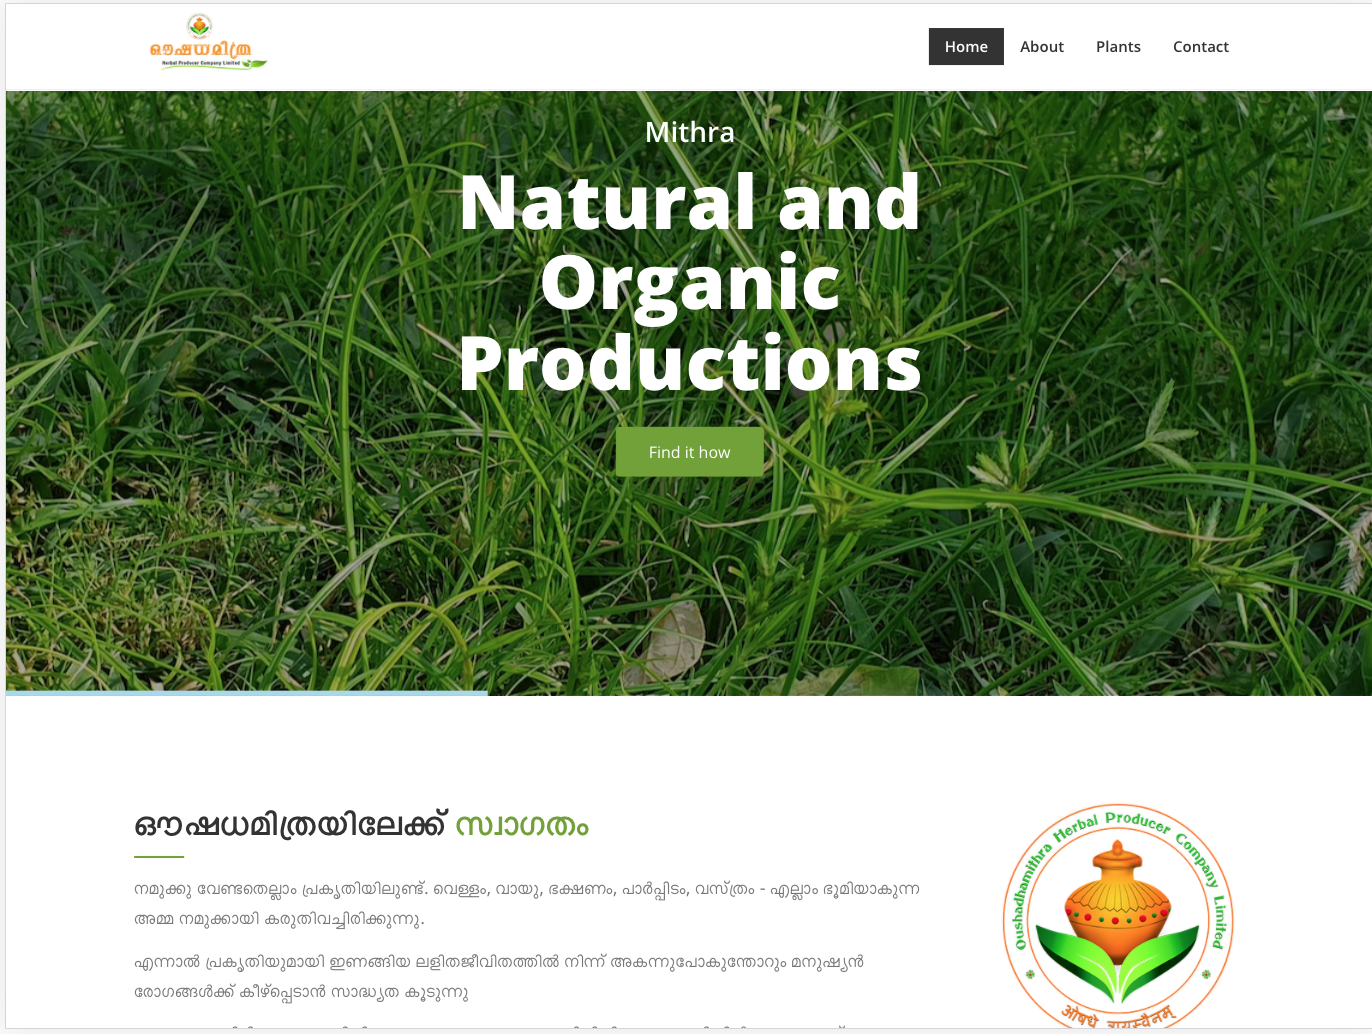 ഔഷധമിത്ര
Herbal Producer Company Limited
Home About Plants Contact
Mithra
Natural and
Organic
Productions
Find it how
ഔഷധമിത്രയിലേക്ക് സ്വാഗതം
നമുക്കു വേണ്ടതെല്ലാം പ്രകൃതിയിലുണ്ട്. വെള്ളം, വായു, ഭക്ഷണം, പാർപ്പിടം, വസ്ത്രം - എല്ലാം ഭൂമിയാകുന്ന
അമ്മ നമുക്കായി കരുതിവച്ചിരിക്കുന്നു.
എന്നാൽ പ്രകൃതിയുമായി ഇണങ്ങിയ ലളിതജീവിതത്തിൽ നിന്ന് അകന്നുപോകുന്തോറും മനുഷ്യൻ
രോഗങ്ങൾക്ക് കീഴ്പ്പെടാൻ സാദ്ധ്യത കൂടുന്നു
Oushadhamithra Herbal Producer Company Limited
ओषधे त्रायस्वैनम्